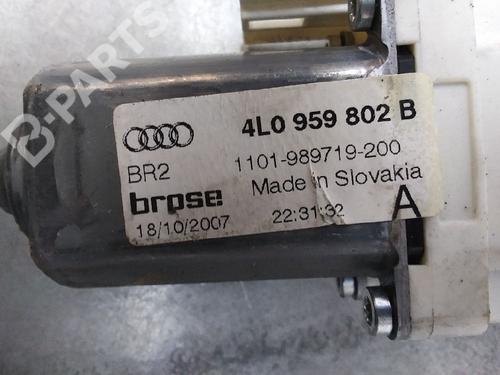 B-PARTS
4L0 959 802 B
BR2
1101-989719-200
brose
Made in Slovakia
18/10/2007
22:31:32
A